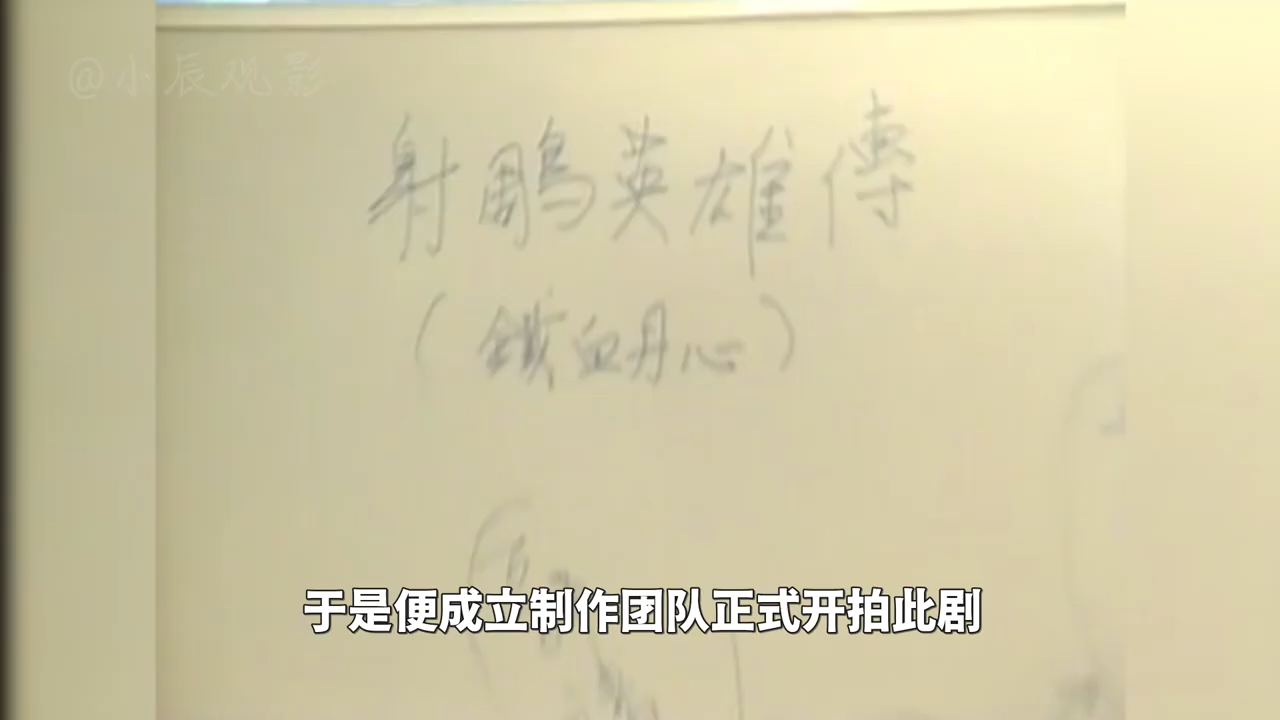 @小辰观影
射鵰英雄傳
（鐵血丹心）
于是便成立制作团队正式开拍此剧